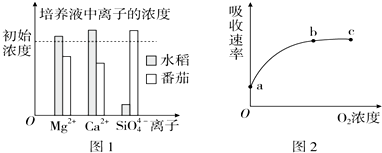 培养液中离子的浓度
初始
浓度
□水稻
□番茄
O
Mg²⁺ Ca²⁺ SiO₄⁴⁻ 离子
图1
吸收
速率
a
b
c
O
O₂浓度
图2